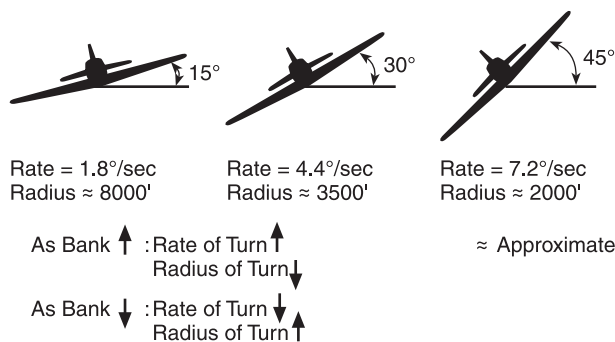 15°
30°
45°
Rate = 1.8°/sec
Radius ≈ 8000'
Rate = 4.4°/sec
Radius ≈ 3500'
Rate = 7.2°/sec
Radius ≈ 2000'
As Bank ↑ : Rate of Turn ↑
Radius of Turn ↓
≈ Approximate
As Bank ↓ : Rate of Turn ↓
Radius of Turn ↑